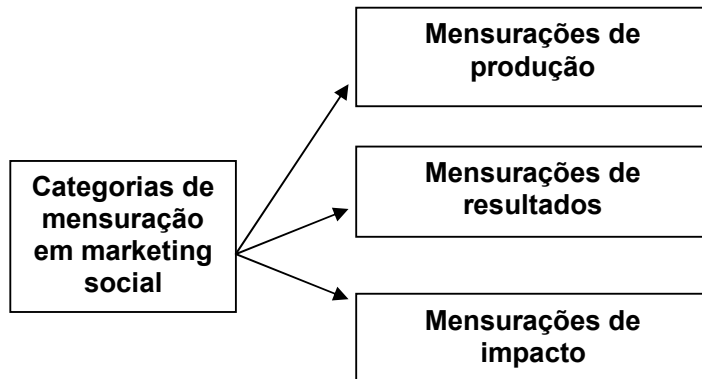 Mensurações de
produção
Categorias de
mensuração
em marketing
social
Mensurações de
resultados
Mensurações de
impacto